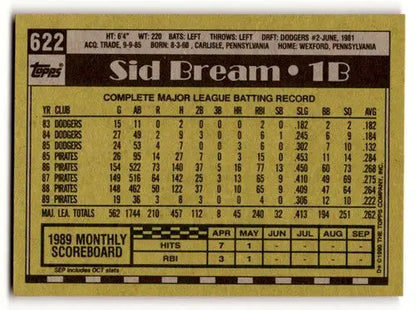 622
HT: 6'4" WT: 220 BATS: LEFT THROWS: LEFT DRFT: DODGERS #2-JUNE, 1981
ACQ: TRADE, 9-9-85 BORN: 8-3-60, CARLISLE, PENNSYLVANIA HOME: WEXFORD, PENNSYLVANIA
Topps
Sid Bream • 1B
COMPLETE MAJOR LEAGUE BATTING RECORD
YR CLUB G AB R H 2B 3B HR RBI SB SLG BB SO AVG
83 DODGERS 15 11 0 2 0 0 0 2 0 .182 2 2 .182
84 DODGERS 27 49 2 9 3 0 0 6 1 .245 6 9 .184
85 DODGERS 24 53 4 7 0 0 3 6 0 .302 7 10 .132
85 PIRATES 26 95 14 27 7 0 3 15 0 .453 11 14 .284
86 PIRATES 154 522 73 140 37 5 16 77 13 .450 60 73 .268
87 PIRATES 149 516 64 142 25 3 13 65 9 .411 49 69 .275
88 PIRATES 148 462 50 122 37 0 10 65 9 .409 47 64 .264
89 PIRATES 19 36 3 8 3 0 0 4 0 .306 12 10 .222
MAJ. LEA. TOTALS 562 1744 210 457 112 8 45 240 32 .413 194 251 .262
1989 MONTHLY SCOREBOARD
APR MAY JUN JUL AUG SEP
HITS 7 1
RBI 3 1
SEP INCLUDES OCT STATS
D* © 1990 THE TOPPS COMPANY, INC.